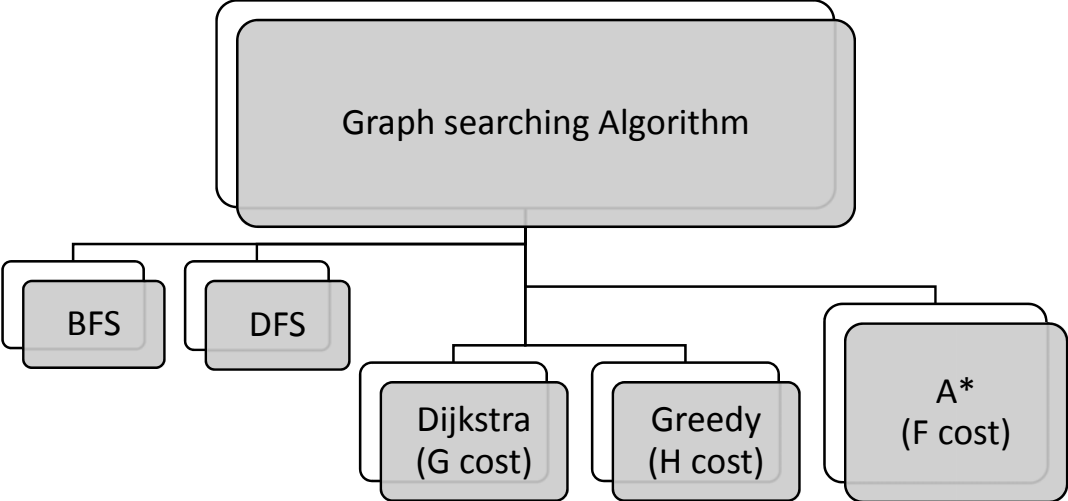 Graph searching Algorithm
BFS
DFS
Dijkstra
(G cost)
Greedy
(H cost)
A*
(F cost)